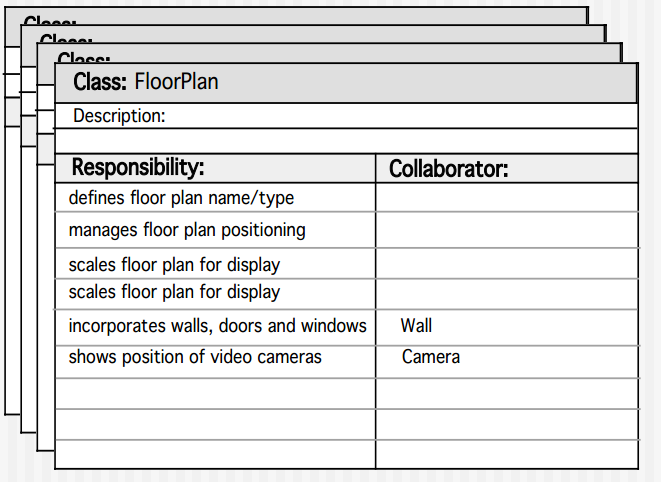 Class:
Class:
Class:
Class: FloorPlan
Description:
Responsibility: Collaborator:
defines floor plan name/type
manages floor plan positioning
scales floor plan for display
scales floor plan for display
incorporates walls, doors and windows Wall
shows position of video cameras Camera